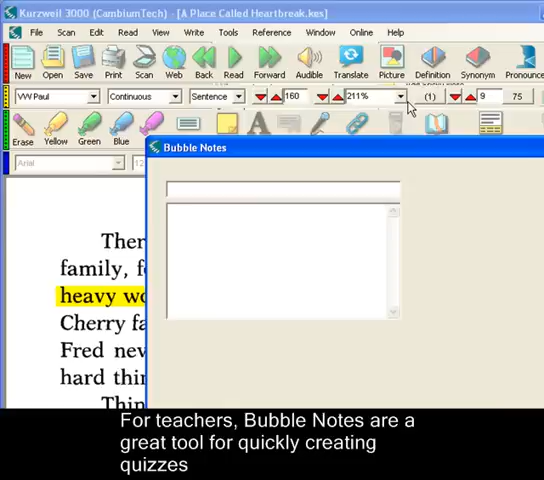 Kurzweil 3000 (CambiumTech) - [A Place Called Heartbreak.kes]
File Scan Edit Read View Write Tools Reference Window Online Help
New Open Save Print Scan Web Back Read Forward Audible Translate Picture Definition Synonym Pronounce
VW Paul Continuous Sentence 160 211% (1) 9 75
Erase Yellow Green Blue
Arial 12
Bubble Notes
Ther
family, f
heavy wo
Cherry fa
Fred nev
hard thin
Thin
For teachers, Bubble Notes are a
great tool for quickly creating
quizzes